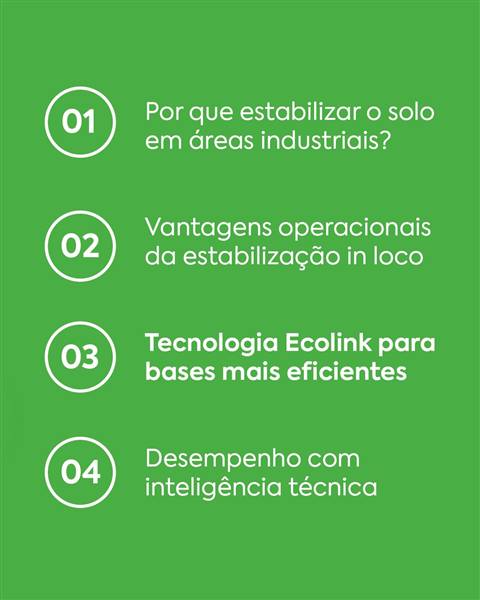 01
Por que estabilizar o solo
em áreas industriais?
02
Vantagens operacionais
da estabilização in loco
03
Tecnologia Ecolink para
bases mais eficientes
04
Desempenho com
inteligência técnica